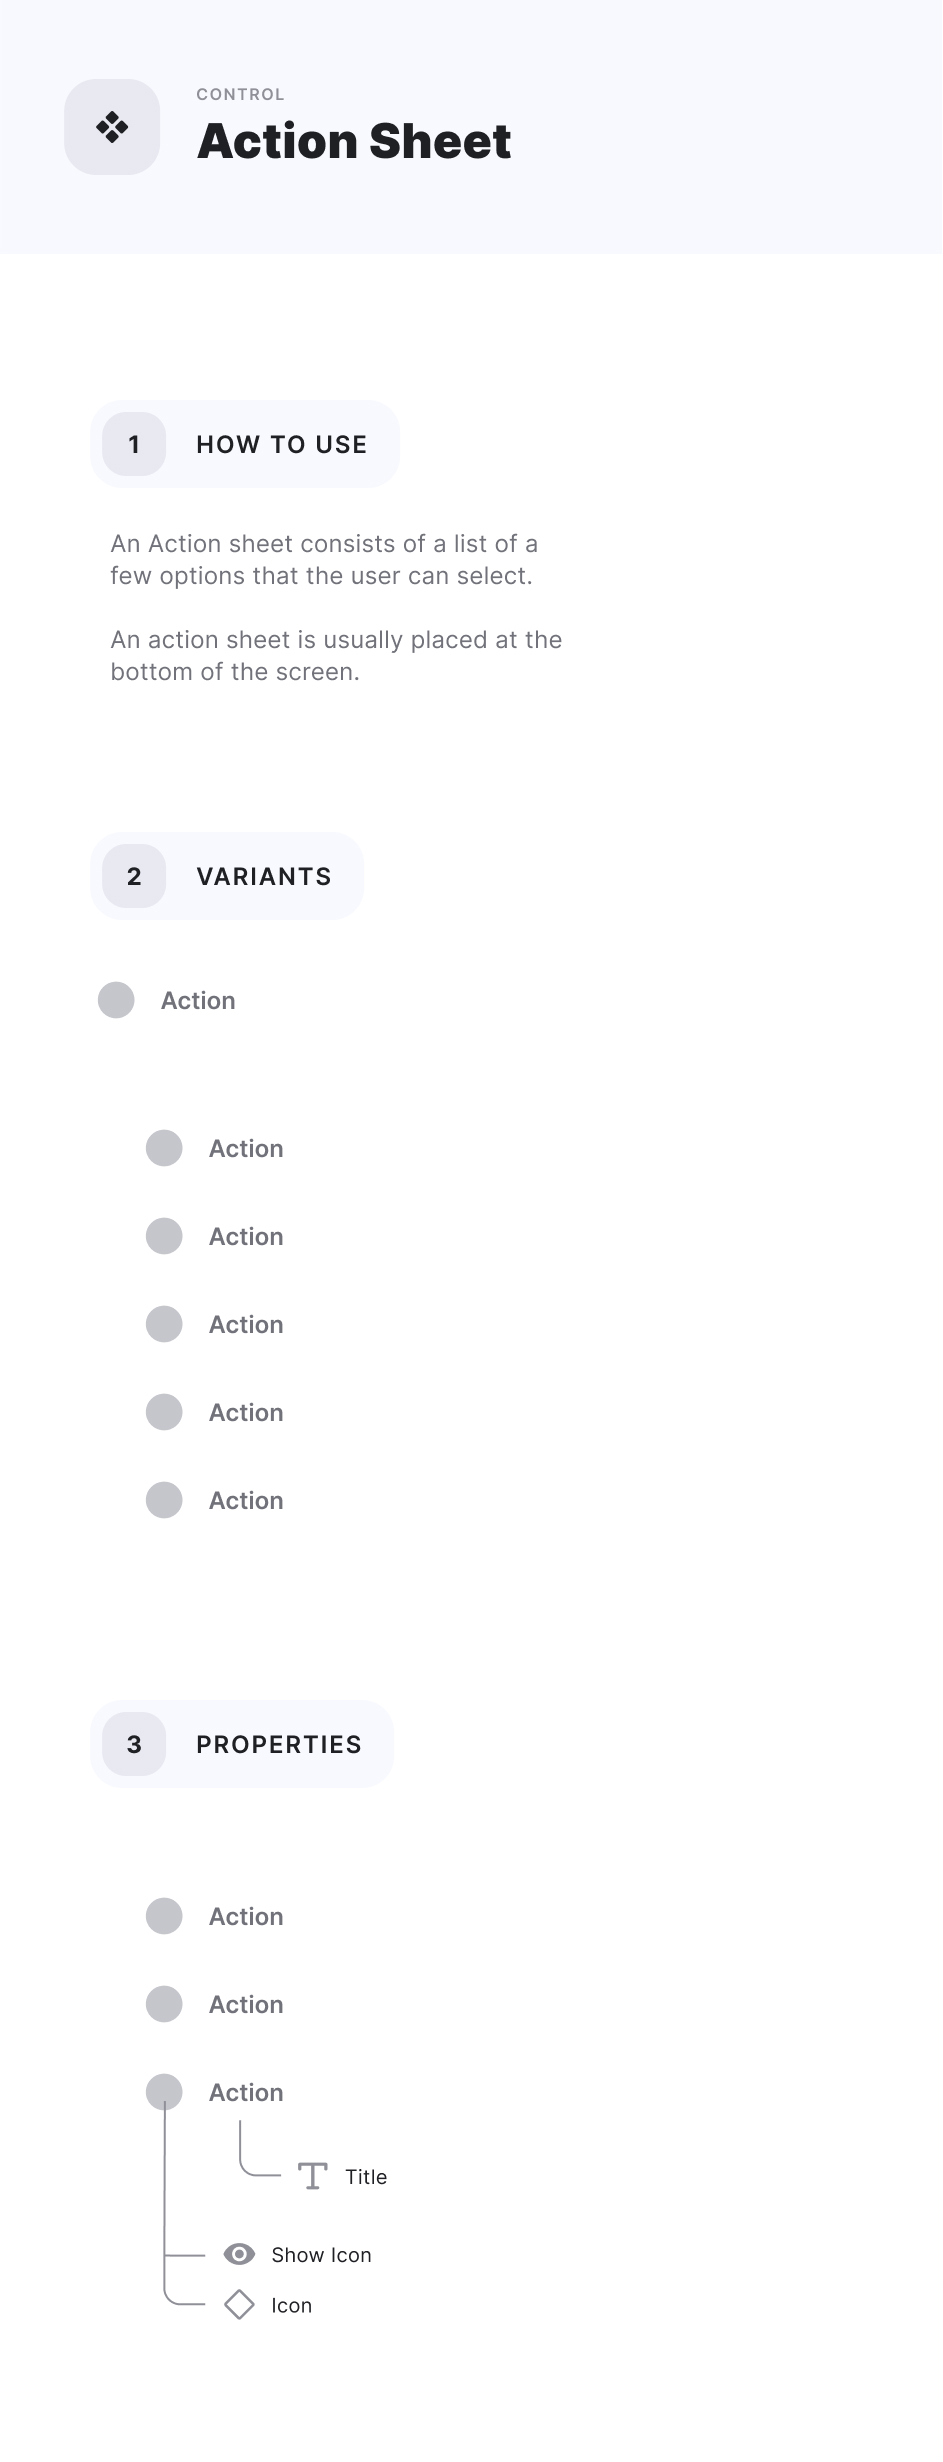 CONTROL
Action Sheet
1 HOW TO USE
An Action sheet consists of a list of a
few options that the user can select.
An action sheet is usually placed at the
bottom of the screen.
2 VARIANTS
Action
Action
Action
Action
Action
Action
3 PROPERTIES
Action
Action
Action
Title
Show Icon
Icon